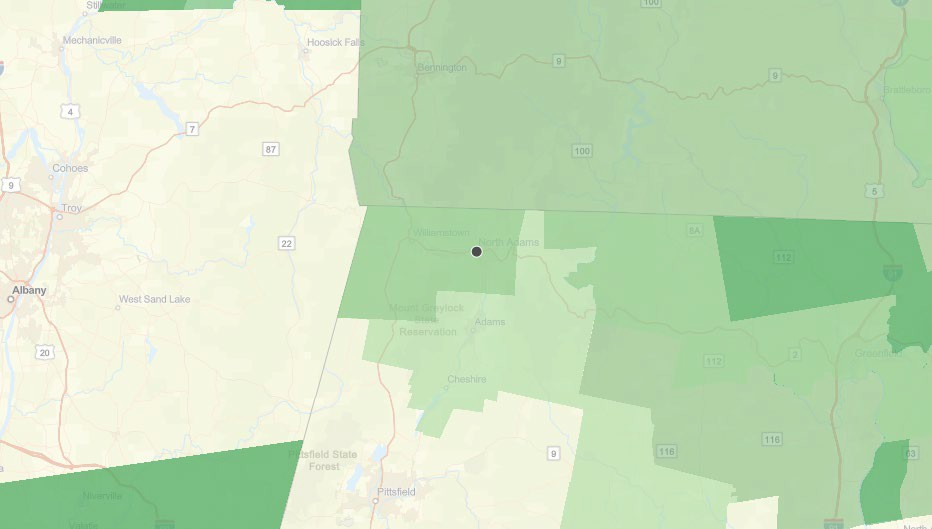 Stillwater
100
Mechanicville
Hoosick Falls
9
Bennington
9
Brattleboro
4
7
87
100
Cohoes
9
5
Troy
Williamstown
8A
22
North Adams
112
Albany
West Sand Lake
Mount Greylock
State
Reservation
Adams
20
2
Greenfield
112
Cheshire
116
116
63
9
Pittsfield State
Forest
Pittsfield
Niverville
Valatie
North